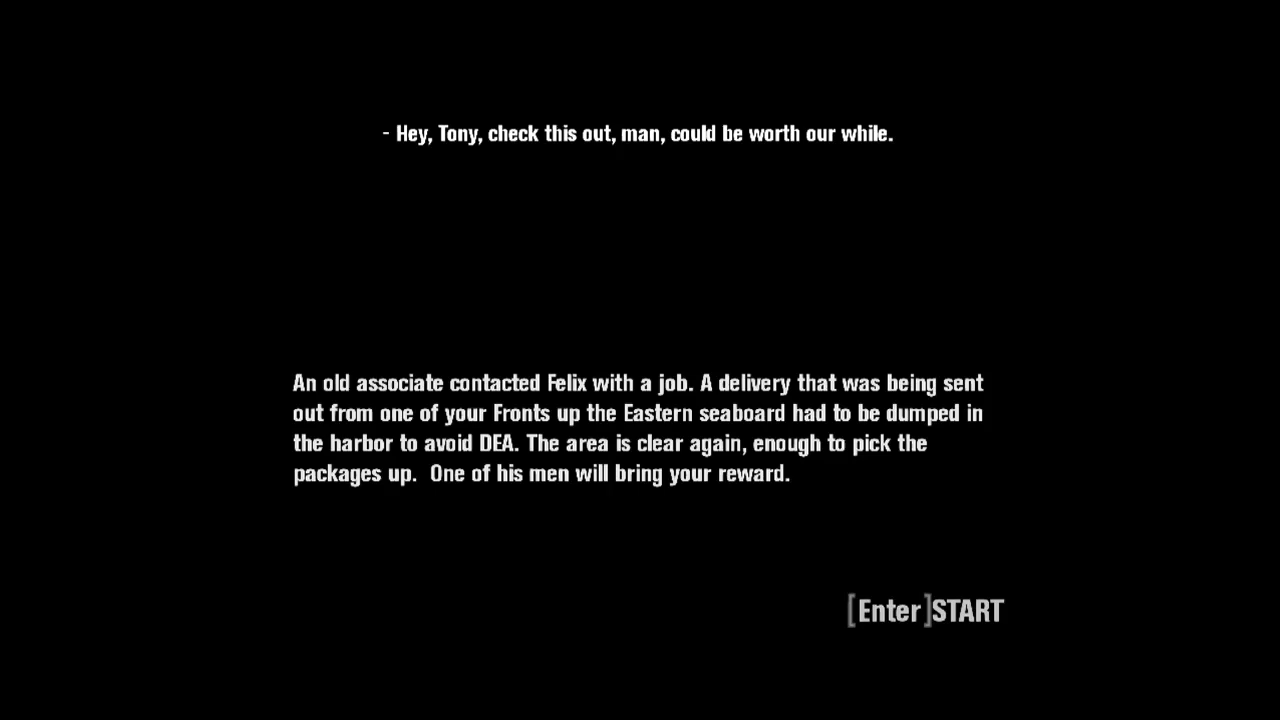 - Hey, Tony, check this out, man, could be worth our while.
An old associate contacted Felix with a job. A delivery that was being sent
out from one of your Fronts up the Eastern seaboard had to be dumped in
the harbor to avoid DEA. The area is clear again, enough to pick the
packages up.  One of his men will bring your reward.
[Enter]START